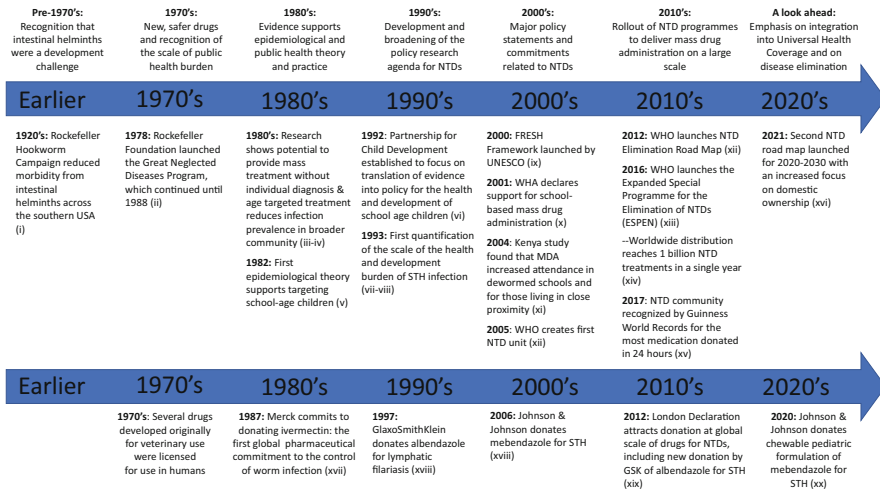 Pre-1970's:
Recognition that
intestinal helminths
were a development
challenge
1970's:
New, safer drugs
and recognition of
the scale of public
health burden
1980's:
Evidence supports
epidemiological and
public health theory
and practice
1990's:
Development and
broadening of the
policy research
agenda for NTDs
2000's:
Major policy
statements and
commitments
related to NTDs
2010's:
Rollout of NTD programmes
to deliver mass drug
administration on a large
scale
A look ahead:
Emphasis on integration
into Universal Health
Coverage and on
disease elimination
Earlier 1970's 1980's 1990's 2000's 2010's 2020's
1920's: Rockefeller
Hookworm
Campaign reduced
morbidity from
intestinal
helminths across
the southern USA
(i)
1978:
Rockefeller
Foundation launched
the Great Neglected
Diseases Program,
which continued until
1988 (ii)
1980's: Research
shows potential to
provide mass
treatment without
individual diagnosis &
age targeted treatment
reduces infection
prevalence in broader
community (iii-iv)
1982: First
epidemiological theory
supports targeting
school-age children (v)
1992: Partnership for
Child Development
established to focus on
translation of evidence
into policy for the health
and development of
school age children (vi)
1993: First quantification
of the scale of the health
and development
burden of STH infection
(vii-viii)
2000: FRESH
Framework launched by
UNESCO (ix)
2001: WHA declares
support for school-
based mass drug
administration (x)
2004: Kenya study
found that MDA
increased attendance in
dewormed schools and
for those living in close
proximity (xi)
2005: WHO creates first
NTD unit (xii)
2012: WHO launches NTD
Elimination Road Map (xii)
2016: WHO launches the
Expanded Special
Programme for the
Elimination of NTDs
(ESPEN) (xiii)
--Worldwide distribution
reaches 1 billion NTD
treatments in a single year
(xiv)
2017: NTD community
recognized by Guinness
World Records for the
most medication donated
in 24 hours (xv)
2021: Second NTD
road map launched
for 2020-2030 with
an increased focus
on domestic
ownership (xvi)
Earlier 1970's 1980's 1990's 2000's 2010's 2020's
1970's: Several drugs
developed originally
for veterinary use
were licensed
for use in humans
1987: Merck commits to
donating ivermectin: the
first global pharmaceutical
commitment to the control
of worm infection (xvii)
1997:
GlaxoSmithKlein
donates albendazole
for lymphatic
filariasis (xviii)
2006: Johnson &
Johnson donates
mebendazole for STH
(xviii)
2012: London Declaration
attracts donation at global
scale of drugs for NTDs,
including new donation by
GSK of albendazole for STH
(xix)
2020: Johnson &
Johnson donates
chewable pediatric
formulation of
mebendazole for
STH (xx)